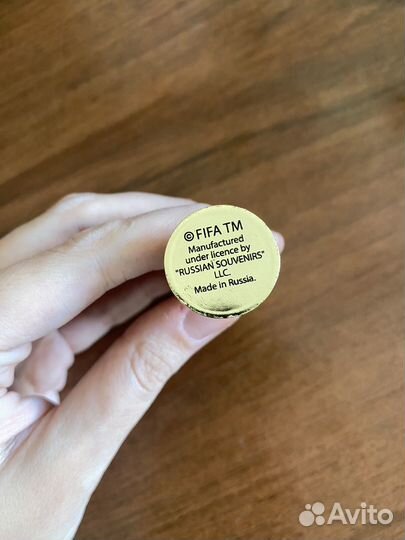 © FIFA TM
Manufactured
under licence by
"RUSSIAN SOUVENIRS"
LLC.
Made in Russia.
Avito